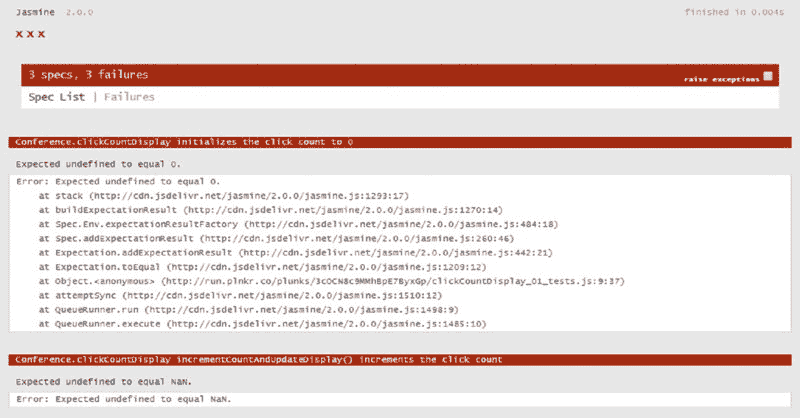 Jasmine 2.0.0 finished in 0.004s
x x x
3 specs, 3 failures raise exceptions
Spec List | Failures
Conference.clickCountDisplay initializes the click count to 0
Expected undefined to equal 0.
Error: Expected undefined to equal 0.
at stack (http://cdn.jsdelivr.net/jasmine/2.0.0/jasmine.js:1293:17)
at buildExpectationResult (http://cdn.jsdelivr.net/jasmine/2.0.0/jasmine.js:1270:14)
at Spec.Env.expectationResultFactory (http://cdn.jsdelivr.net/jasmine/2.0.0/jasmine.js:484:18)
at Spec.addExpectationResult (http://cdn.jsdelivr.net/jasmine/2.0.0/jasmine.js:260:46)
at Expectation.addExpectationResult (http://cdn.jsdelivr.net/jasmine/2.0.0/jasmine.js:442:21)
at Expectation.toEqual (http://cdn.jsdelivr.net/jasmine/2.0.0/jasmine.js:1209:12)
at Object.<anonymous> (http://run.plnkr.co/plunks/3cOCN8c9MMhBpE7ByxGp/clickCountDisplay_01_tests.js:9:37)
at attemptSync (http://cdn.jsdelivr.net/jasmine/2.0.0/jasmine.js:1510:12)
at QueueRunner.run (http://cdn.jsdelivr.net/jasmine/2.0.0/jasmine.js:1498:9)
at QueueRunner.execute (http://cdn.jsdelivr.net/jasmine/2.0.0/jasmine.js:1485:10)
Conference.clickCountDisplay incrementCountAndUpdateDisplay() increments the click count
Expected undefined to equal NaN.
Error: Expected undefined to equal NaN.